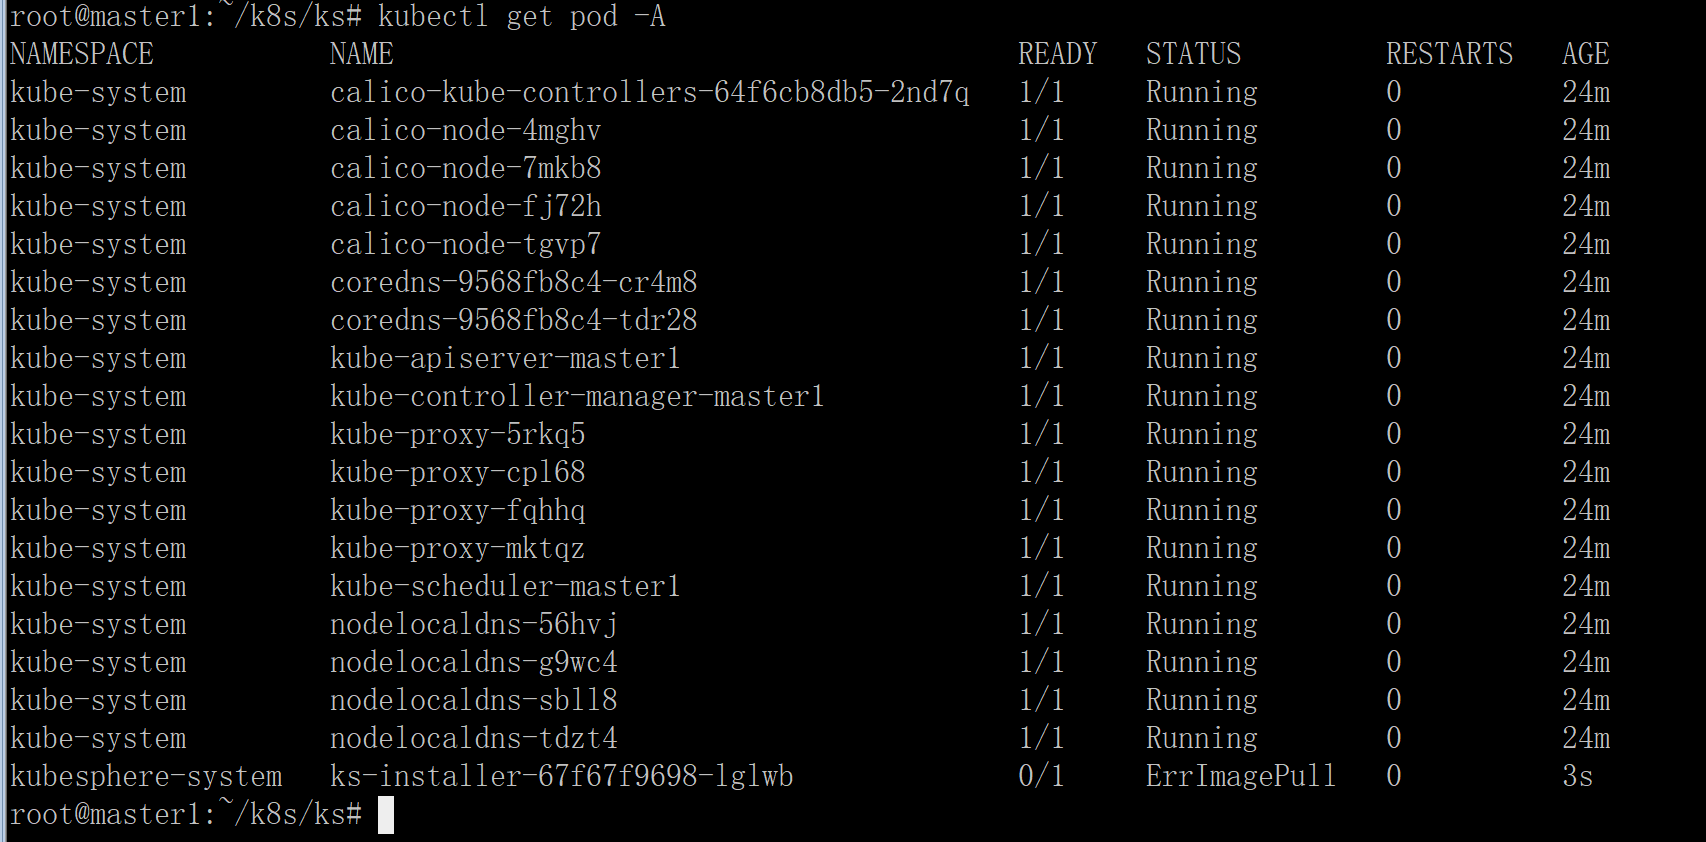 root@master1:~/k8s/ks# kubectl get pod -A
NAMESPACE NAME READY STATUS RESTARTS AGE
kube-system calico-kube-controllers-64f6cb8db5-2nd7q 1/1 Running 0 24m
kube-system calico-node-4mghv 1/1 Running 0 24m
kube-system calico-node-7mkb8 1/1 Running 0 24m
kube-system calico-node-fj72h 1/1 Running 0 24m
kube-system calico-node-tgvp7 1/1 Running 0 24m
kube-system coredns-9568fb8c4-cr4m8 1/1 Running 0 24m
kube-system coredns-9568fb8c4-tdr28 1/1 Running 0 24m
kube-system kube-apiserver-master1 1/1 Running 0 24m
kube-system kube-controller-manager-master1 1/1 Running 0 24m
kube-system kube-proxy-5rkq5 1/1 Running 0 24m
kube-system kube-proxy-cpl68 1/1 Running 0 24m
kube-system kube-proxy-fqhhq 1/1 Running 0 24m
kube-system kube-proxy-mktqz 1/1 Running 0 24m
kube-system kube-scheduler-master1 1/1 Running 0 24m
kube-system nodelocaldns-56hvj 1/1 Running 0 24m
kube-system nodelocaldns-g9wc4 1/1 Running 0 24m
kube-system nodelocaldns-sbll8 1/1 Running 0 24m
kube-system nodelocaldns-tdzt4 1/1 Running 0 24m
kubesphere-system ks-installer-67f67f9698-lglwb 0/1 ErrImagePull 0 3s
root@master1:~/k8s/ks#